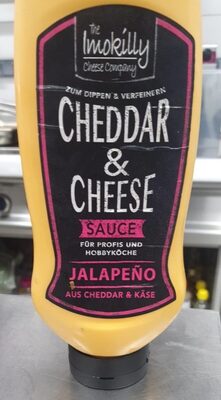 the
Imokilly
Cheese Company
ZUM DIPPEN & VERFEINERN
CHEDDAR
&
CHEESE
SAUCE
FÜR PROFIS UND
HOBBYKÖCHE
JALAPEÑO
AUS CHEDDAR & KÄSE